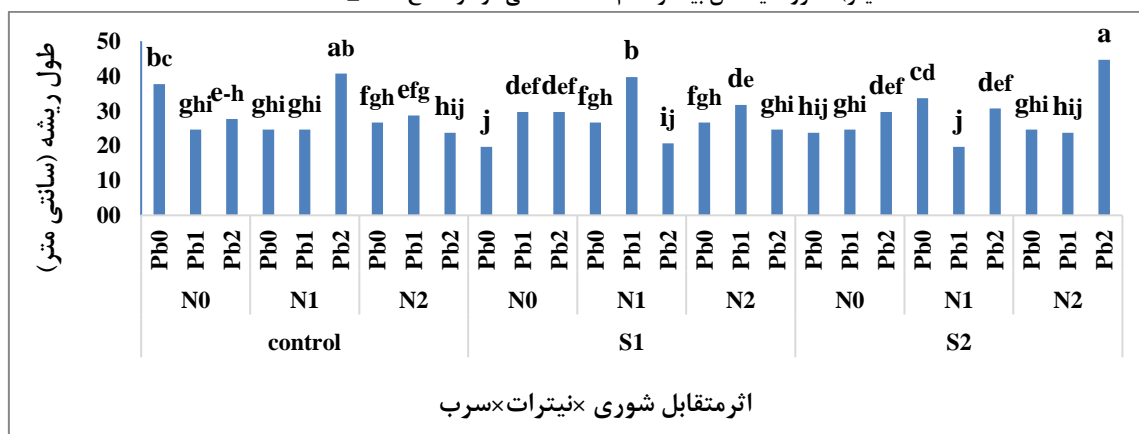 50
40
30
20
10
00
طول ریشه (سانتی متر)
bc ghi e-h ghi ghi ab fgh efg hij j def def fgh b ij fgh de ghi hij ghi def cd j def ghi hij a
Pb0 Pb1 Pb2 Pb0 Pb1 Pb2 Pb0 Pb1 Pb2 Pb0 Pb1 Pb2 Pb0 Pb1 Pb2 Pb0 Pb1 Pb2 Pb0 Pb1 Pb2 Pb0 Pb1 Pb2 Pb0 Pb1 Pb2
N0 N1 N2 N0 N1 N2 N0 N1 N2
control S1 S2
اثرمتقابل شوری ×نیترات×سرب